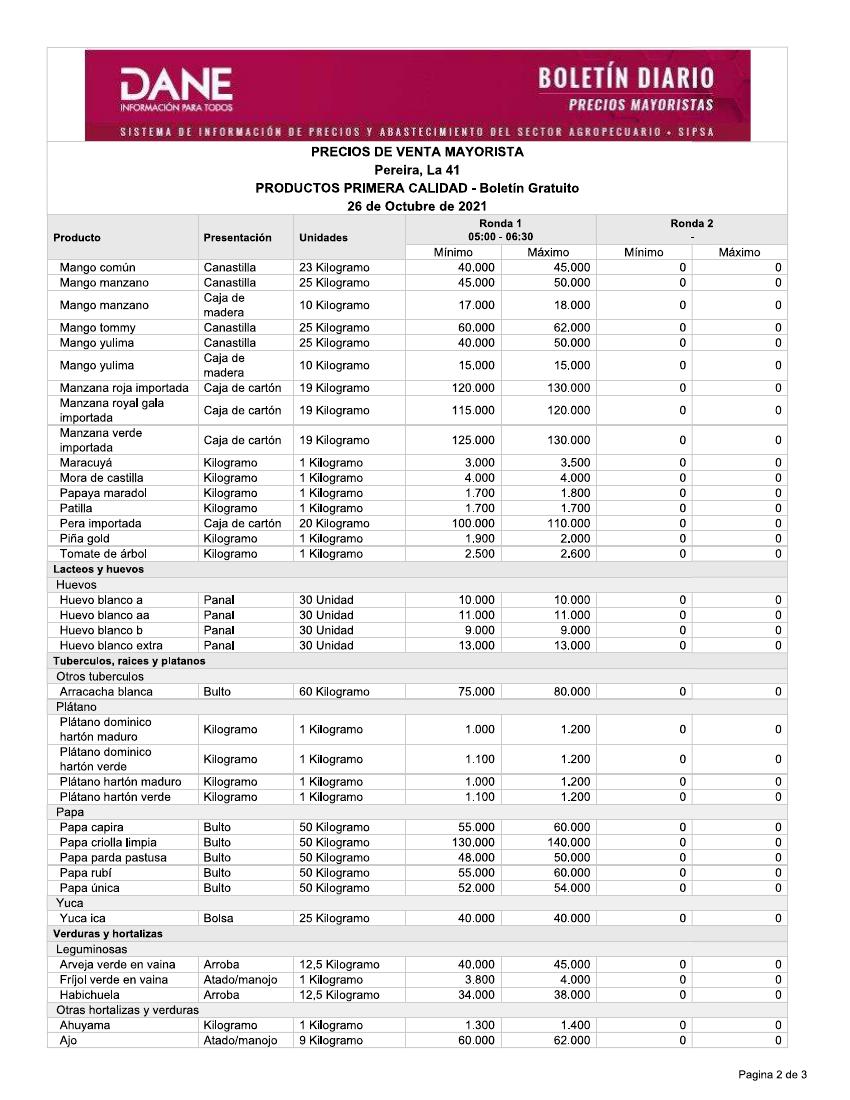 DANE
INFORMACIÓN PARA TODOS
BOLETÍN DIARIO
PRECIOS MAYORISTAS
SISTEMA DE INFORMACIÓN DE PRECIOS Y ABASTECIMIENTO DEL SECTOR AGROPECUARIO • SIPSA
PRECIOS DE VENTA MAYORISTA
Pereira, La 41
PRODUCTOS PRIMERA CALIDAD - Boletín Gratuito
26 de Octubre de 2021
Producto Presentación Unidades Ronda 1 Ronda 2
05:00 - 06:30 -
Mínimo Máximo Mínimo Máximo
Mango común Canastilla 23 Kilogramo 40.000 45.000 0 0
Mango manzano Canastilla 25 Kilogramo 45.000 50.000 0 0
Mango manzano Caja de madera 10 Kilogramo 17.000 18.000 0 0
Mango tommy Canastilla 25 Kilogramo 60.000 62.000 0 0
Mango yulima Canastilla 25 Kilogramo 40.000 50.000 0 0
Mango yulima Caja de madera 10 Kilogramo 15.000 15.000 0 0
Manzana roja importada Caja de cartón 19 Kilogramo 120.000 130.000 0 0
Manzana royal gala importada Caja de cartón 19 Kilogramo 115.000 120.000 0 0
Manzana verde importada Caja de cartón 19 Kilogramo 125.000 130.000 0 0
Maracuyá Kilogramo 1 Kilogramo 3.000 3.500 0 0
Mora de castilla Kilogramo 1 Kilogramo 4.000 4.000 0 0
Papaya maradol Kilogramo 1 Kilogramo 1.700 1.800 0 0
Patilla Kilogramo 1 Kilogramo 1.700 1.700 0 0
Pera importada Caja de cartón 20 Kilogramo 100.000 110.000 0 0
Piña gold Kilogramo 1 Kilogramo 1.900 2.000 0 0
Tomate de árbol Kilogramo 1 Kilogramo 2.500 2.600 0 0
Lacteos y huevos
Huevos
Huevo blanco a Panal 30 Unidad 10.000 10.000 0 0
Huevo blanco aa Panal 30 Unidad 11.000 11.000 0 0
Huevo blanco b Panal 30 Unidad 9.000 9.000 0 0
Huevo blanco extra Panal 30 Unidad 13.000 13.000 0 0
Tuberculos, raices y platanos
Otros tuberculos
Arracacha blanca Bulto 60 Kilogramo 75.000 80.000 0 0
Plátano
Plátano dominico hartón maduro Kilogramo 1 Kilogramo 1.000 1.200 0 0
Plátano dominico hartón verde Kilogramo 1 Kilogramo 1.100 1.200 0 0
Plátano hartón maduro Kilogramo 1 Kilogramo 1.000 1.200 0 0
Plátano hartón verde Kilogramo 1 Kilogramo 1.100 1.200 0 0
Papa
Papa capira Bulto 50 Kilogramo 55.000 60.000 0 0
Papa criolla limpia Bulto 50 Kilogramo 130.000 140.000 0 0
Papa parda pastusa Bulto 50 Kilogramo 48.000 50.000 0 0
Papa rubí Bulto 50 Kilogramo 55.000 60.000 0 0
Papa única Bulto 50 Kilogramo 52.000 54.000 0 0
Yuca
Yuca ica Bolsa 25 Kilogramo 40.000 40.000 0 0
Verduras y hortalizas
Leguminosas
Arveja verde en vaina Arroba 12,5 Kilogramo 40.000 45.000 0 0
Fríjol verde en vaina Atado/manojo 1 Kilogramo 3.800 4.000 0 0
Habichuela Arroba 12,5 Kilogramo 34.000 38.000 0 0
Otras hortalizas y verduras
Ahuyama Kilogramo 1 Kilogramo 1.300 1.400 0 0
Ajo Atado/manojo 9 Kilogramo 60.000 62.000 0 0
Pagina 2 de 3